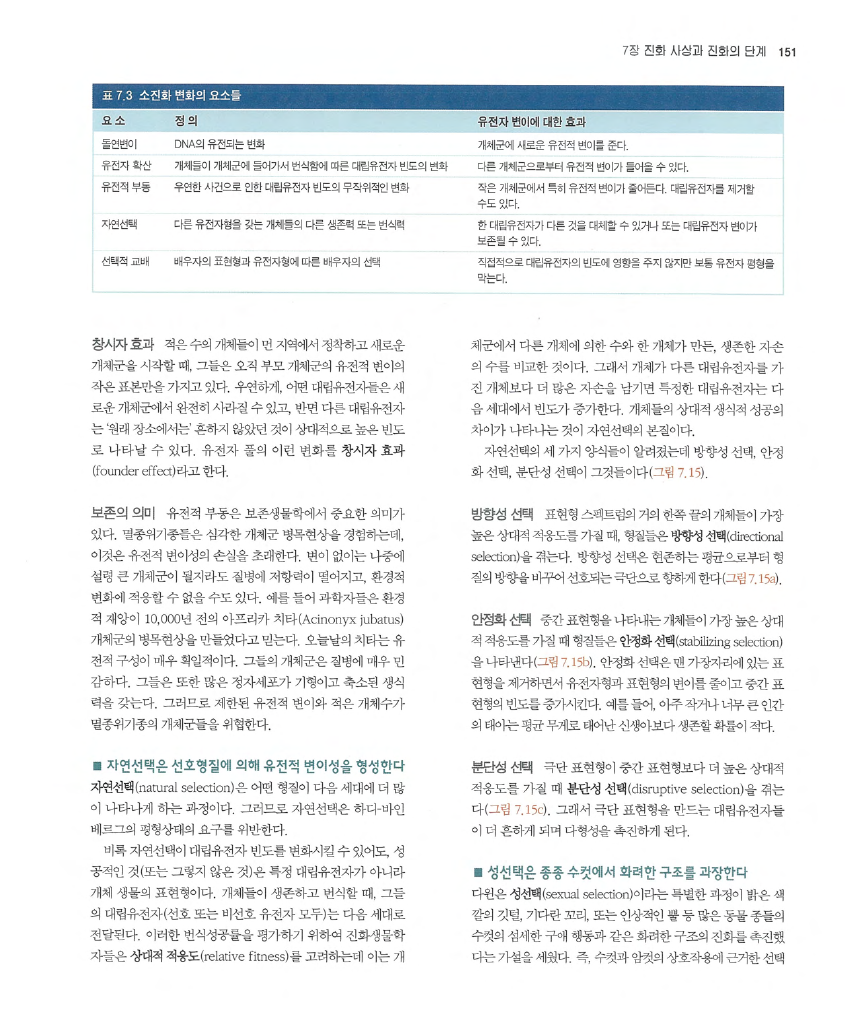 7장 진화 사상과 진화의 단계 151
표 7.3 소진화 변화의 요소들
요 소 정 의 유전자 변이에 대한 효과
돌연변이 DNA의 유전되는 변화 개체군에 새로운 유전적 변이를 준다.
유전자 확산 개체들이 개체군에 들어가서 번식함에 따른 대립유전자 빈도의 변화 다른 개체군으로부터 유전적 변이가 들어올 수 있다.
유전적 부동 우연한 사건으로 인한 대립유전자 빈도의 무작위적인 변화 작은 개체군에서 특히 유전적 변이가 줄어든다. 대립유전자를 제거할
수도 있다.
자연선택 다른 유전자형을 갖는 개체들의 다른 생존력 또는 번식력 한 대립유전자가 다른 것을 대체할 수 있거나 또는 대립유전자 변이가
보존될 수 있다.
선택적 교배 배우자의 표현형과 유전자형에 따른 배우자의 선택 직접적으로 대립유전자의 빈도에 영향을 주지 않지만 보통 유전자 평형을
막는다.
창시자 효과 적은 수의 개체들이 먼 지역에서 정착하고 새로운
개체군을 시작할 때, 그들은 오직 부모 개체군의 유전적 변이의
작은 표본만을 가지고 있다. 우연하게, 어떤 대립유전자들은 새
로운 개체군에서 완전히 사라질 수 있고, 반면 다른 대립유전자
는 '원래 장소에서는' 흔하지 않았던 것이 상대적으로 높은 빈도
로 나타날 수 있다. 유전자 풀의 이런 변화를 창시자 효과
(founder effect)라고 한다.
보존의 의미 유전적 부동은 보존생물학에서 중요한 의미가
있다. 멸종위기종들은 심각한 개체군 병목현상을 경험하는데,
이것은 유전적 변이성의 손실을 초래한다. 변이 없이는 나중에
설령 큰 개체군이 될지라도 질병에 저항력이 떨어지고, 환경적
변화에 적응할 수 없을 수도 있다. 예를 들어 과학자들은 환경
적 재앙이 10,000년 전의 아프리카 치타(Acinonyx jubatus)
개체군의 병목현상을 만들었다고 믿는다. 오늘날의 치타는 유
전적 구성이 매우 획일적이다. 그들의 개체군은 질병에 매우 민
감하다. 그들은 또한 많은 정자세포가 기형이고 축소된 생식
력을 갖는다. 그러므로 제한된 유전적 변이와 적은 개체수가
멸종위기종의 개체군들을 위협한다.
■ 자연선택은 선호형질에 의해 유전적 변이성을 형성한다
자연선택(natural selection)은 어떤 형질이 다음 세대에 더 많
이 나타나게 하는 과정이다. 그러므로 자연선택은 하디-바인
베르그의 평형상태의 요구를 위반한다.
비록 자연선택이 대립유전자 빈도를 변화시킬 수 있어도, 성
공적인 것(또는 그렇지 않은 것)은 특정 대립유전자가 아니라
개체 생물의 표현형이다. 개체들이 생존하고 번식할 때, 그들
의 대립유전자(선호 또는 비선호 유전자 모두)는 다음 세대로
전달된다. 이러한 번식성공률을 평가하기 위하여 진화생물학
자들은 상대적 적응도(relative fitness)를 고려하는데 이는 개
체군에서 다른 개체에 의한 수와 한 개체가 만든, 생존한 자손
의 수를 비교한 것이다. 그래서 개체가 다른 대립유전자를 가
진 개체보다 더 많은 자손을 남기면 특정한 대립유전자는 다
음 세대에서 빈도가 증가한다. 개체들의 상대적 생식적 성공의
차이가 나타나는 것이 자연선택의 본질이다.
자연선택의 세 가지 양식들이 알려졌는데 방향성 선택, 안정
화 선택, 분단성 선택이 그것들이다(그림 7.15).
방향성 선택 표현형 스펙트럼의 거의 한쪽 끝의 개체들이 가장
높은 상대적 적응도를 가질 때, 형질들은 방향성 선택(directional
selection)을 겪는다. 방향성 선택은 현존하는 평균으로부터 형
질의 방향을 바꾸어 선호되는 극단으로 향하게 한다(그림 7.15a).
안정화 선택 중간 표현형을 나타내는 개체들이 가장 높은 상대
적 적응도를 가질 때 형질들은 안정화 선택(stabilizing selection)
을 나타낸다(그림 7.15b). 안정화 선택은 맨 가장자리에 있는 표
현형을 제거하면서 유전자형과 표현형의 변이를 줄이고 중간 표
현형의 빈도를 증가시킨다. 예를 들어, 아주 작거나 너무 큰 인간
의 태아는 평균 무게로 태어난 신생아보다 생존할 확률이 적다.
분단성 선택 극단 표현형이 중간 표현형보다 더 높은 상대적
적응도를 가질 때 분단성 선택(disruptive selection)을 겪는
다(그림 7.15c). 그래서 극단 표현형을 만드는 대립유전자들
이 더 흔하게 되며 다형성을 촉진하게 된다.
■ 성선택은 종종 수컷에서 화려한 구조를 과장한다
다윈은 성선택(sexual selection)이라는 특별한 과정이 밝은 색
깔의 깃털, 기다란 꼬리, 또는 인상적인 뿔 등 많은 동물 종들의
수컷의 섬세한 구애 행동과 같은 화려한 구조의 진화를 촉진했
다는 가설을 세웠다. 즉, 수컷과 암컷의 상호작용에 근거한 선택